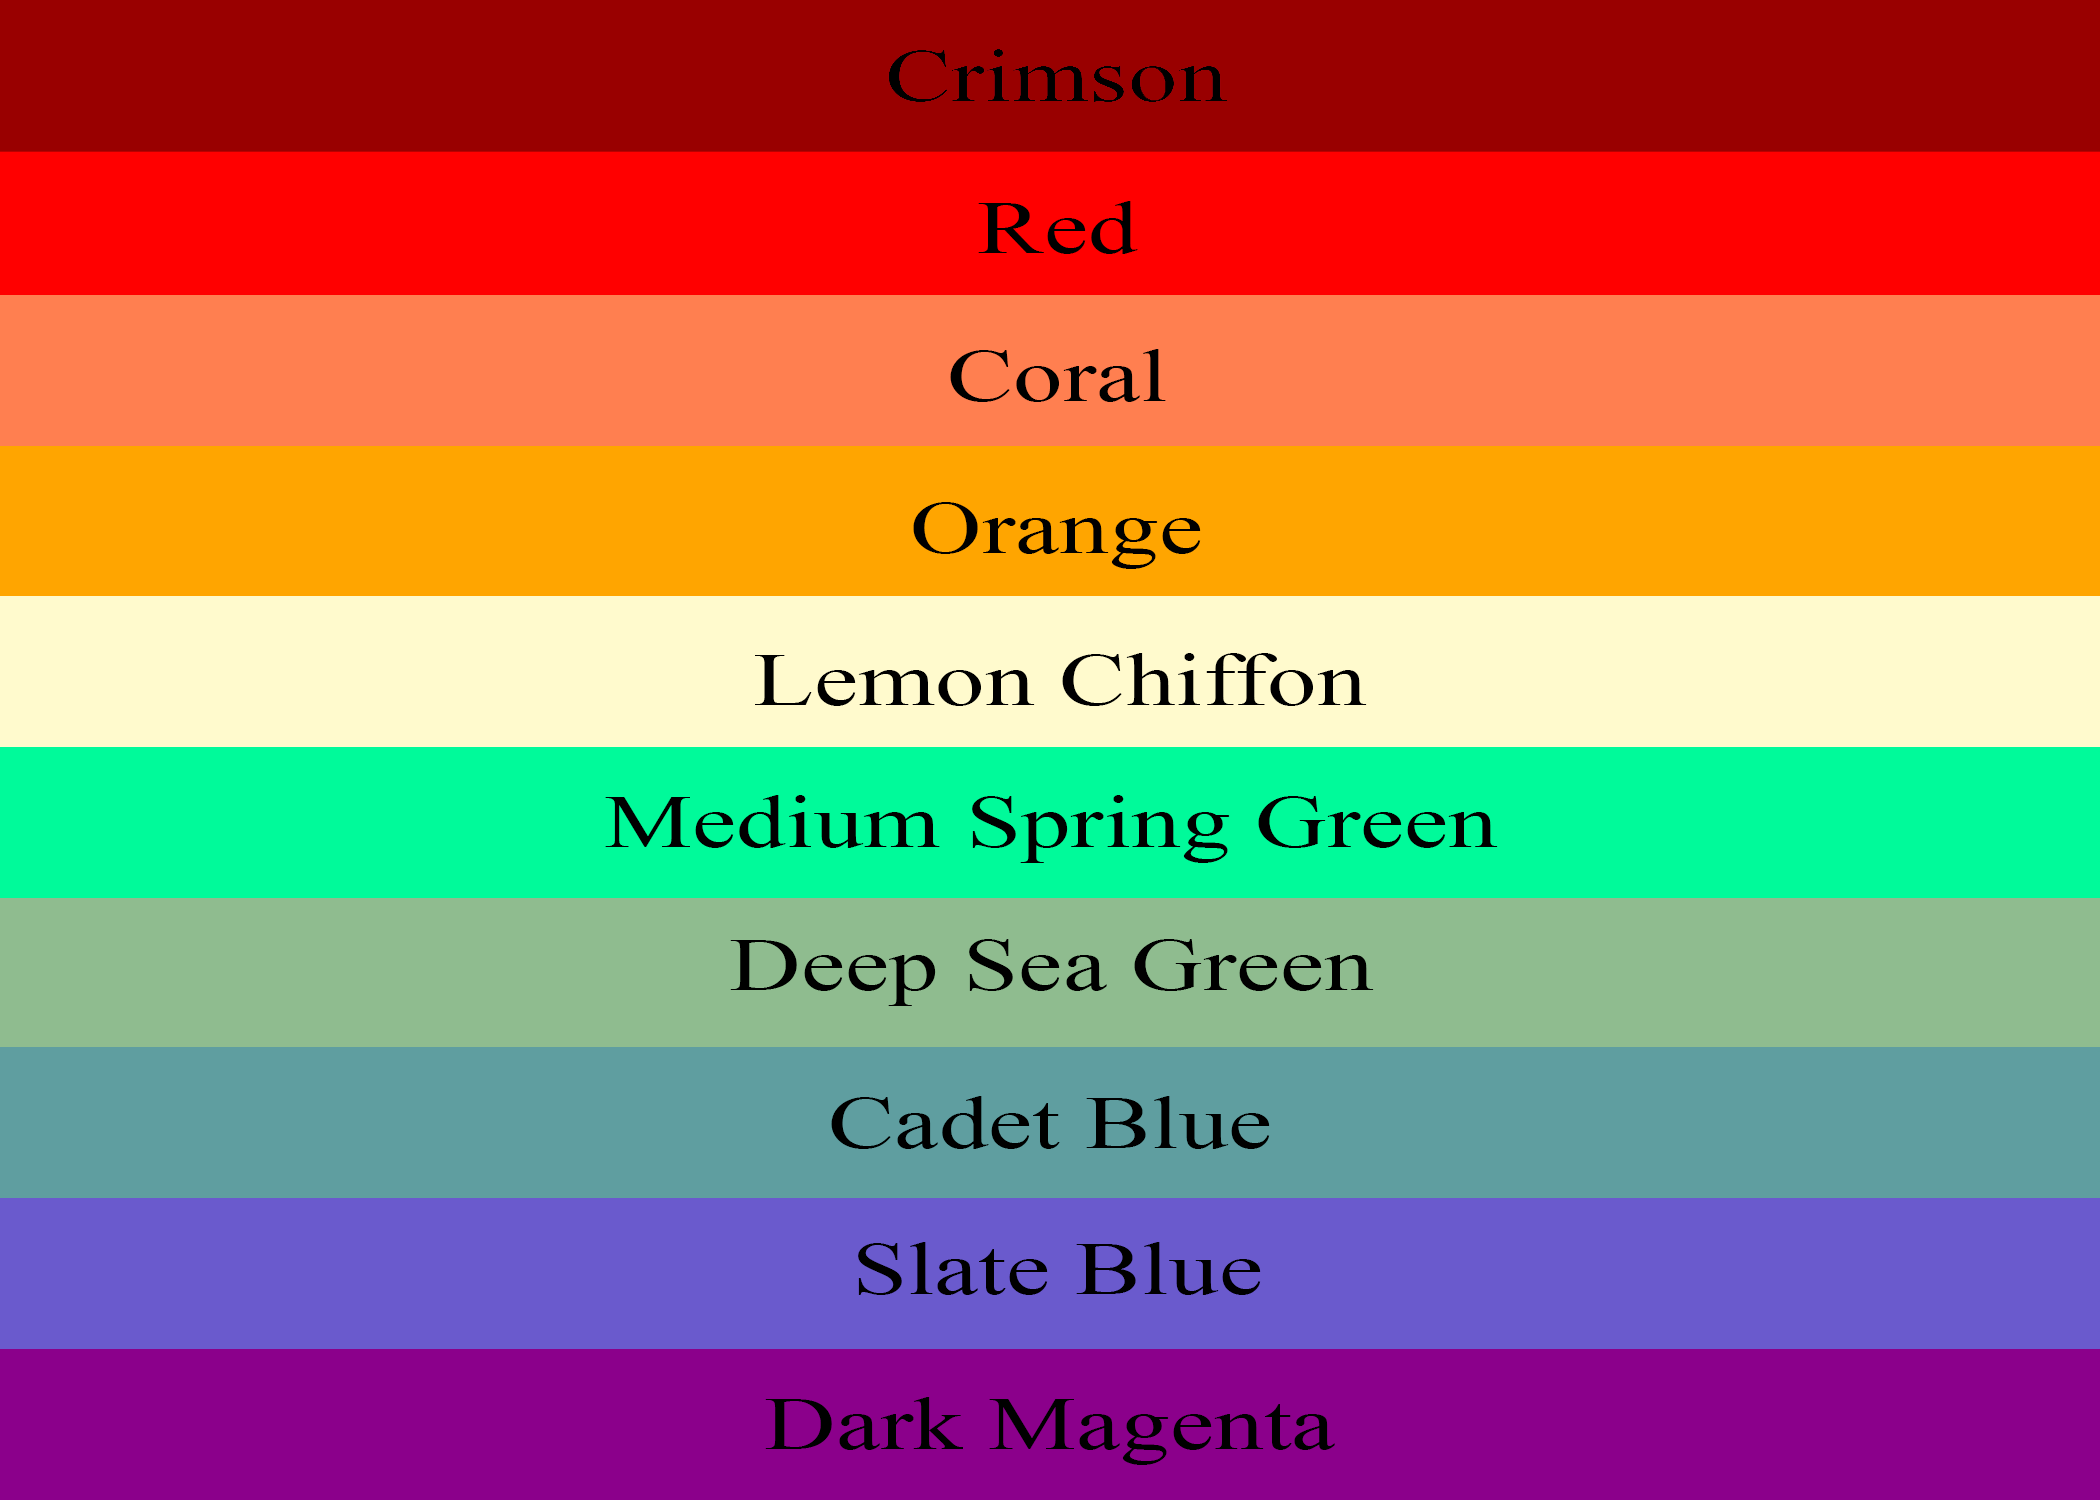 Crimson
Red
Coral
Orange
Lemon Chiffon
Medium Spring Green
Deep Sea Green
Cadet Blue
Slate Blue
Dark Magenta